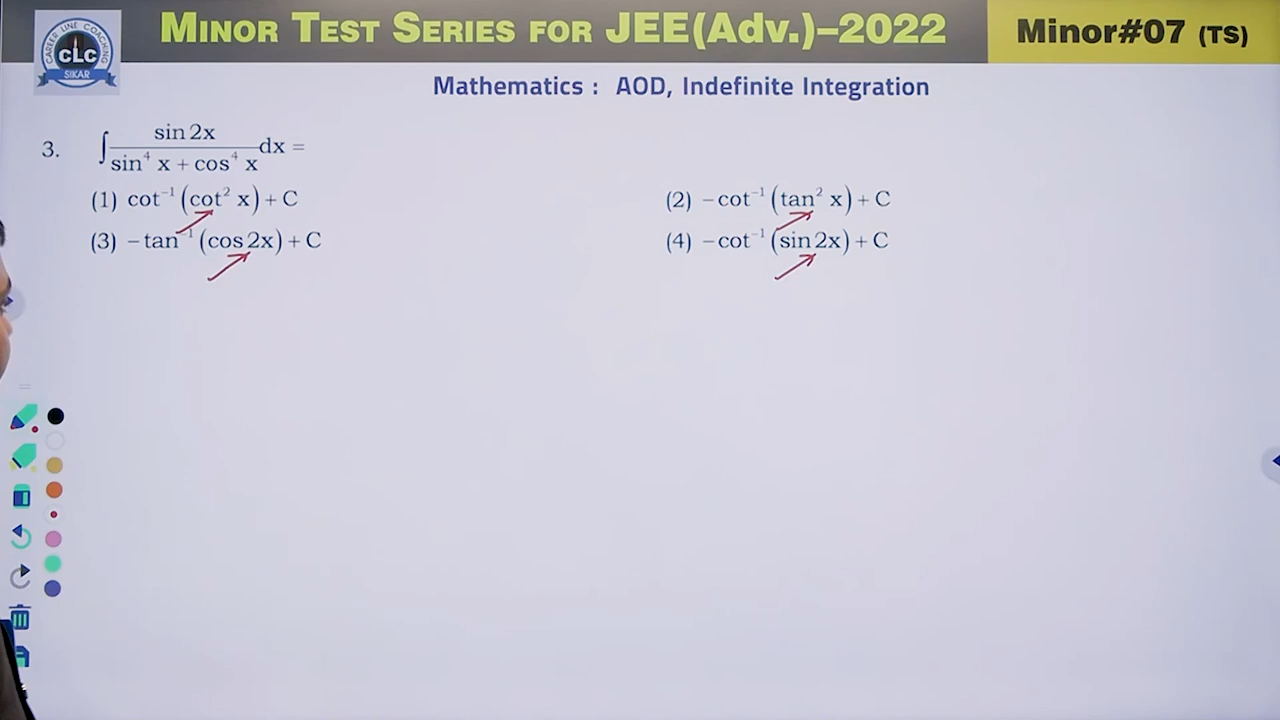 CAREER LINE COACHING
CLC
SIKAR
MINOR TEST SERIES FOR JEE(Adv.)–2022
Minor#07 (TS)
Mathematics : AOD, Indefinite Integration
3. ∫ sin 2x / (sin⁴ x + cos⁴ x) dx =
(1) cot⁻¹ (cot² x) + C (2) – cot⁻¹ (tan² x) + C
(3) – tan⁻¹ (cos 2x) + C (4) – cot⁻¹ (sin 2x) + C